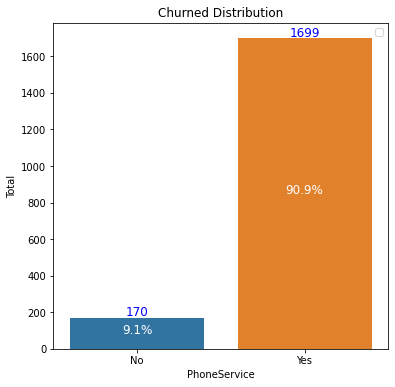 Churned Distribution
1699
1600
1400
1200
1000
90.9%
800
Total
600
400
200
170
9.1%
0
No
Yes
PhoneService